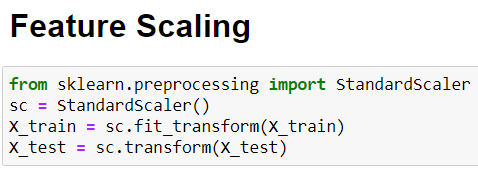 Feature Scaling
from sklearn.preprocessing import StandardScaler
sc = StandardScaler()
X_train = sc.fit_transform(X_train)
X_test = sc.transform(X_test)